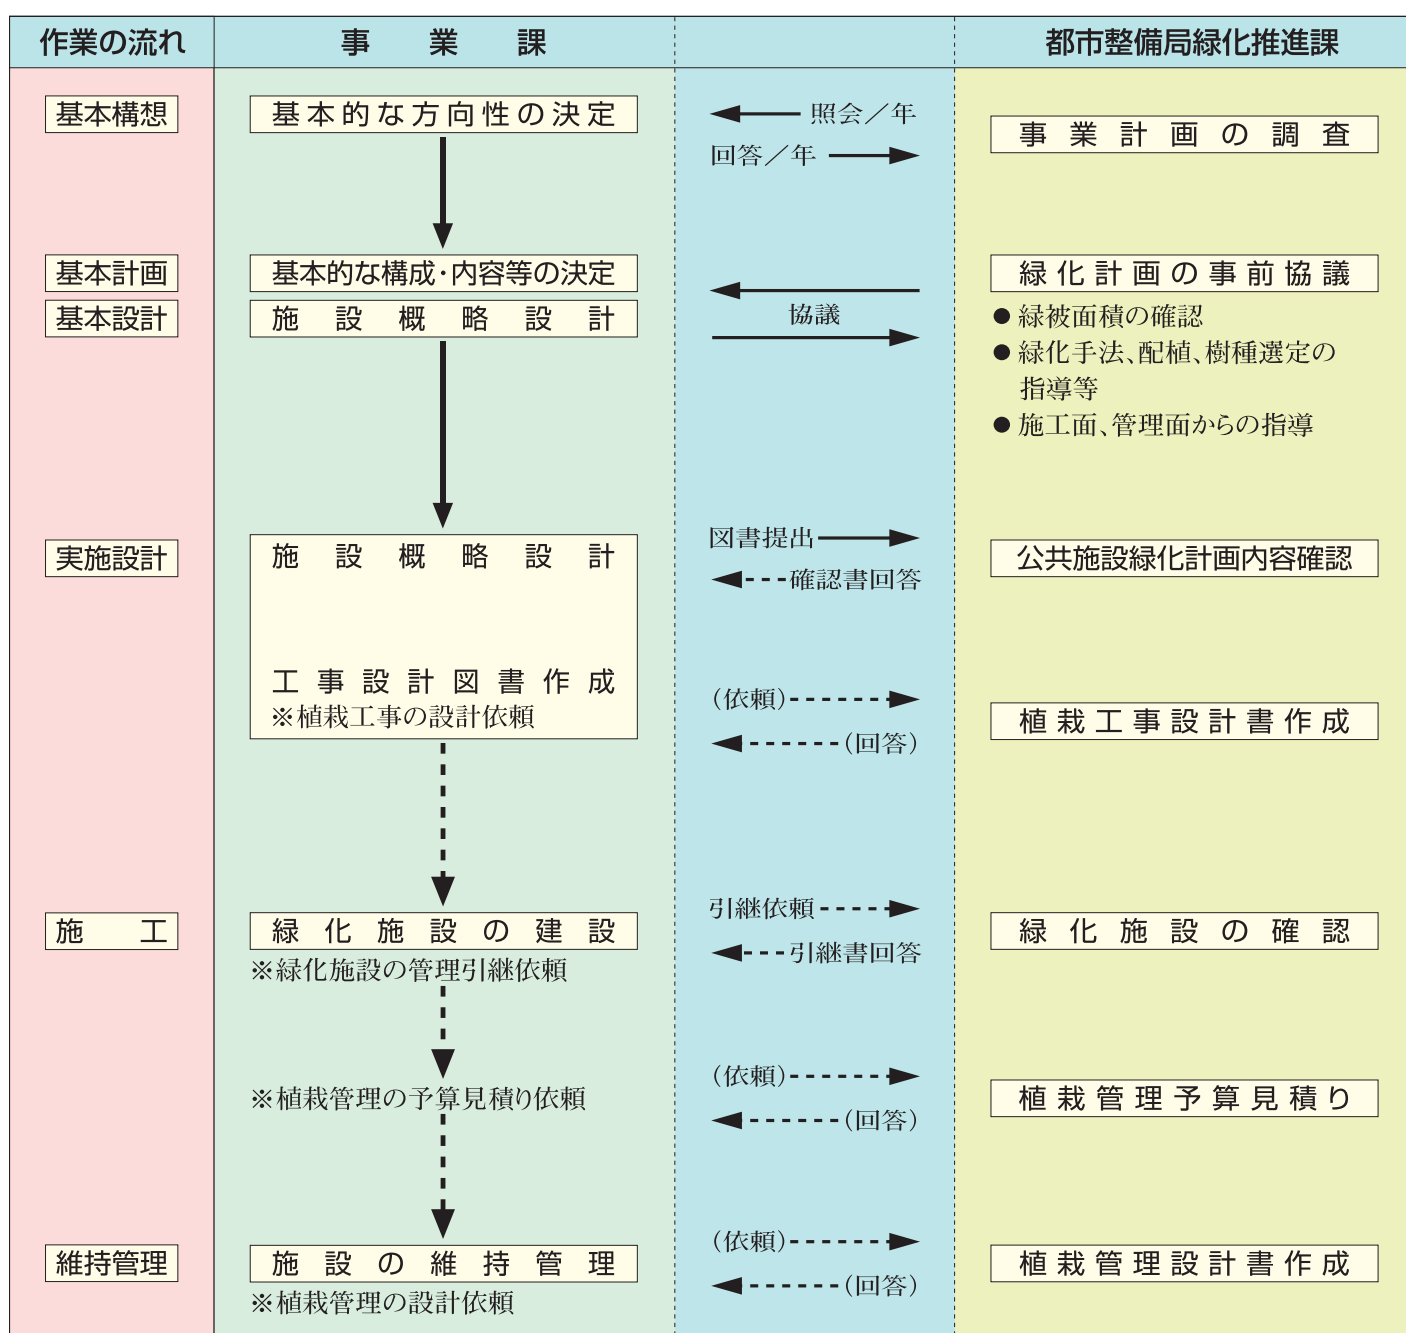 作業の流れ
事業課
都市整備局緑化推進課
基本構想
基本的な方向性の決定
照会／年
回答／年
事業計画の調査
基本計画
基本的な構成・内容等の決定
緑化計画の事前協議
基本設計
施設概略設計
協議
●緑被面積の確認
●緑化手法、配植、樹種選定の
指導等
●施工面、管理面からの指導
実施設計
施設概略設計
図書提出
確認書回答
公共施設緑化計画内容確認
工事設計図書作成
※植栽工事の設計依頼
（依頼）
（回答）
植栽工事設計書作成
施工
緑化施設の建設
※緑化施設の管理引継依頼
引継依頼
引継書回答
緑化施設の確認
※植栽管理の予算見積り依頼
（依頼）
（回答）
植栽管理予算見積り
維持管理
施設の維持管理
※植栽管理の設計依頼
（依頼）
（回答）
植栽管理設計書作成